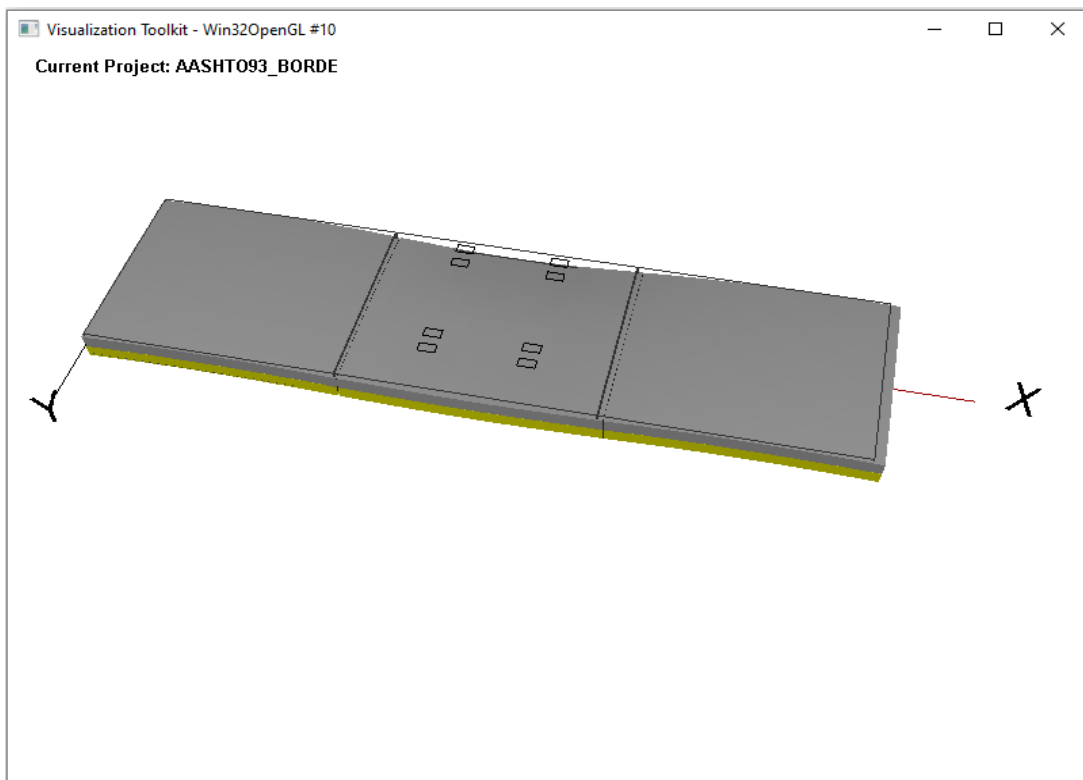 Visualization Toolkit - Win32OpenGL #10
Current Project: AASHTO93_BORDE
Y
X